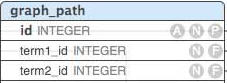 graph_path
id INTEGER A N P
term1_id INTEGER N F
term2_id INTEGER N F